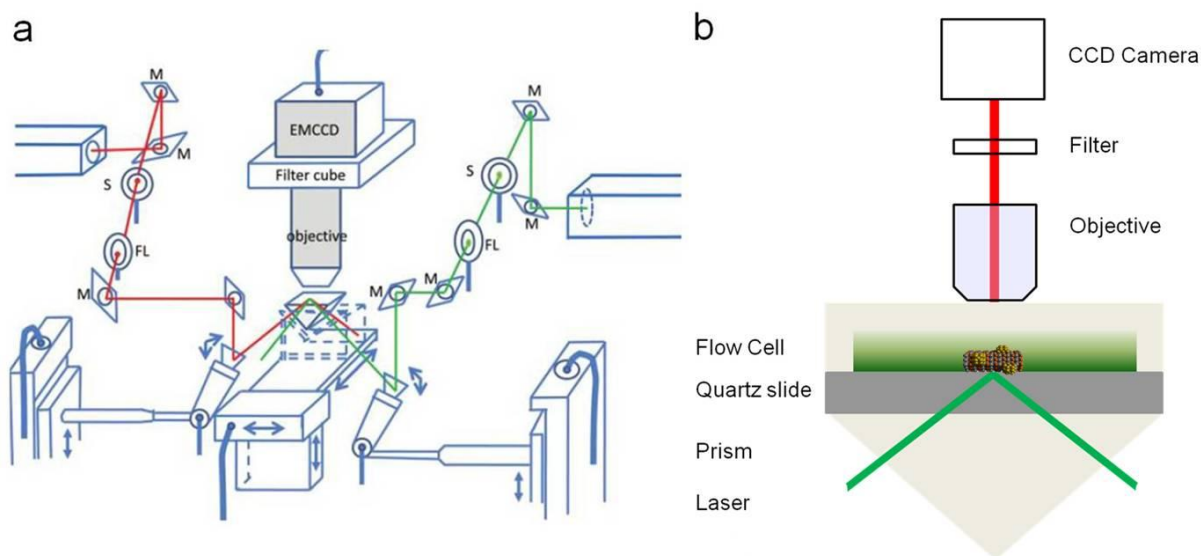 a
M
M
S
FL
M
EMCCD
Filter cube
objective
M
S
M
FL
M
M
b
CCD Camera
Filter
Objective
Flow Cell
Quartz slide
Prism
Laser